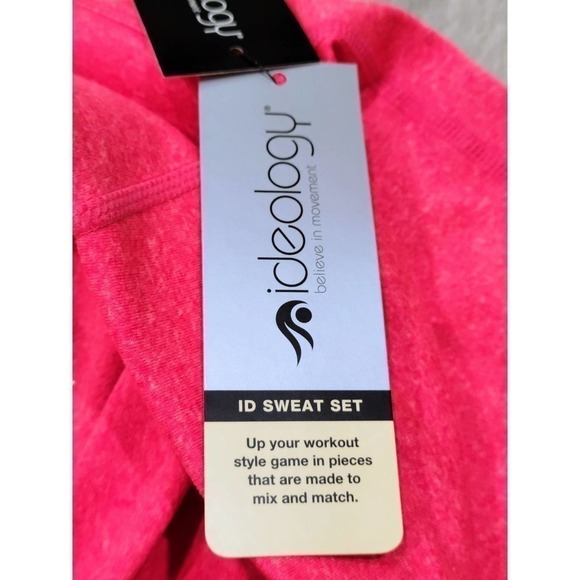 ology®
ideology®
believe in movement
ID SWEAT SET
Up your workout
style game in pieces
that are made to
mix and match.